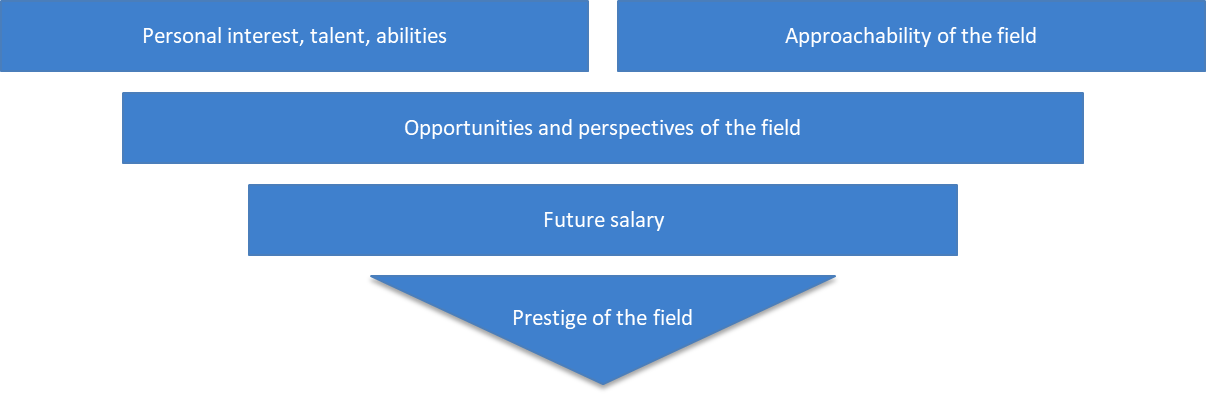 Personal interest, talent, abilities
Approachability of the field
Opportunities and perspectives of the field
Future salary
Prestige of the field